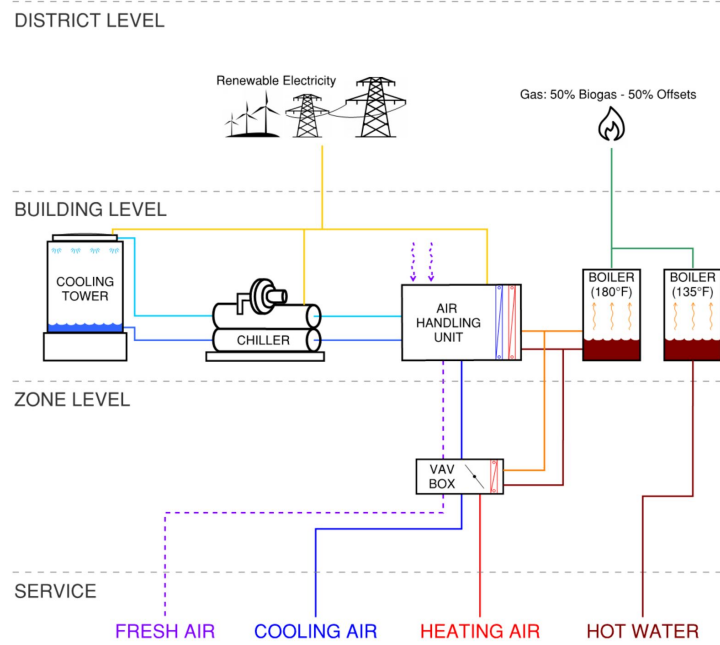 DISTRICT LEVEL
Renewable Electricity
Gas: 50% Biogas - 50% Offsets
BUILDING LEVEL
COOLING
TOWER
CHILLER
AIR
HANDLING
UNIT
BOILER
(180°F)
BOILER
(135°F)
ZONE LEVEL
VAV
BOX
SERVICE
FRESH AIR
COOLING AIR
HEATING AIR
HOT WATER